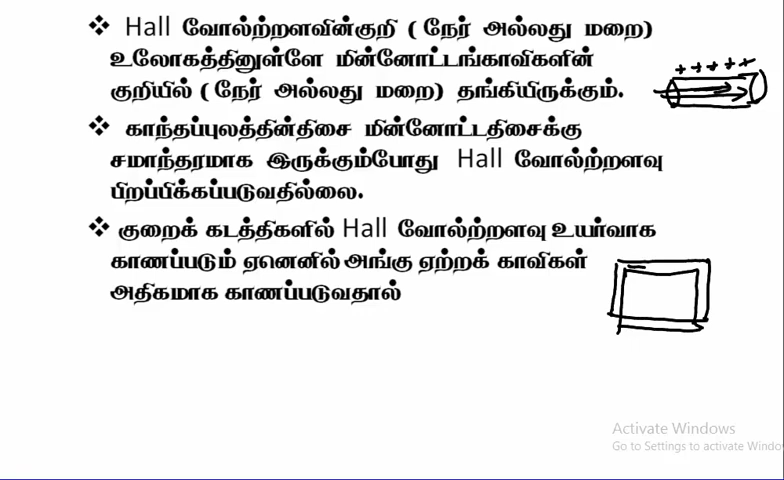 ❖ Hall வோல்ற்றளவின்குறி ( நேர் அல்லது மறை)
உலோகத்தினுள்ளே மின்னோட்டங்காவிகளின்
குறியில் ( நேர் அல்லது மறை) தங்கியிருக்கும்.
❖ காந்தப்புலத்தின்திசை மின்னோட்டதிசைக்கு
சமாந்தரமாக இருக்கும்போது Hall வோல்ற்றளவு
பிறப்பிக்கப்படுவதில்லை.
❖ குறைக் கடத்திகளில் Hall வோல்ற்றளவு உயர்வாக
காணப்படும் ஏனெனில் அங்கு ஏற்றக் காவிகள்
அதிகமாக காணப்படுவதால்
+ + + + +
Activate Windows
Go to Settings to activate Windo